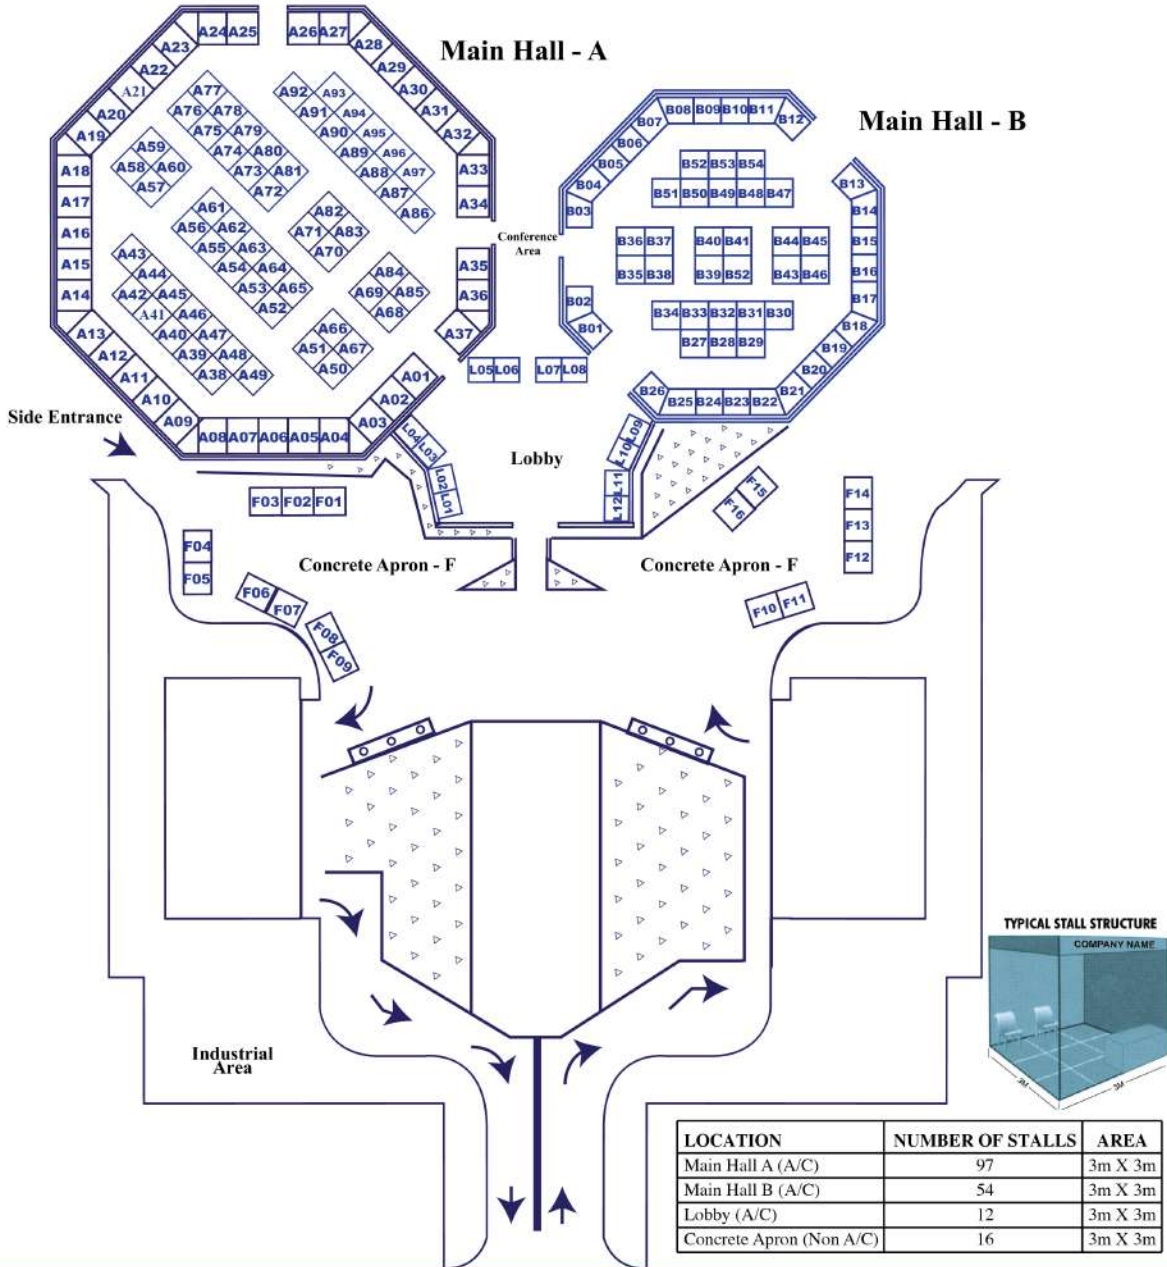 Main Hall - A
A24 A25 A26 A27
A23 A28
A22 A29
A21 A30
A20 A31
A19 A32
A18 A33
A17 A34
A16
A15 A35
A14 A36
A13 A37
A12
A11
A10
A09
A08 A07 A06 A05 A04
A03 A02 A01
A77
A76 A78
A75 A79
A74 A80
A73 A81
A72
A92 A93
A91 A94
A90 A95
A89 A96
A88 A97
A87
A86
A59
A58 A60
A57
A61
A56 A62
A55 A63
A54 A64
A53 A65
A52
A82
A71 A83
A70
A84
A69 A85
A68
A66
A51 A67
A50
A43
A44
A42 A45
A41 A46
A40 A47
A39 A48
A38 A49
Conference
Area
Main Hall - B
B08 B09 B10 B11
B12
B07
B06
B05
B04
B03
B13
B14
B15
B16
B17
B18
B19
B20
B21
B52 B53 B54
B51 B50 B49 B48 B47
B36 B37 B40 B41 B44 B45
B35 B38 B39 B52 B43 B46
B34 B33 B32 B31 B30
B27 B28 B29
B02
B01
B26
B25 B24 B23 B22
L05 L06 L07 L08
L04 L03
L02 L01
L09
L10
L11
L12
Lobby
Side Entrance
F03 F02 F01
F04
F05
F06 F07
F08
F09
Concrete Apron - F
Concrete Apron - F
F15
F16
F14
F13
F12
F10 F11
Industrial
Area
TYPICAL STALL STRUCTURE
COMPANY NAME
3M 3M
LOCATION NUMBER OF STALLS AREA
Main Hall A (A/C) 97 3m X 3m
Main Hall B (A/C) 54 3m X 3m
Lobby (A/C) 12 3m X 3m
Concrete Apron (Non A/C) 16 3m X 3m